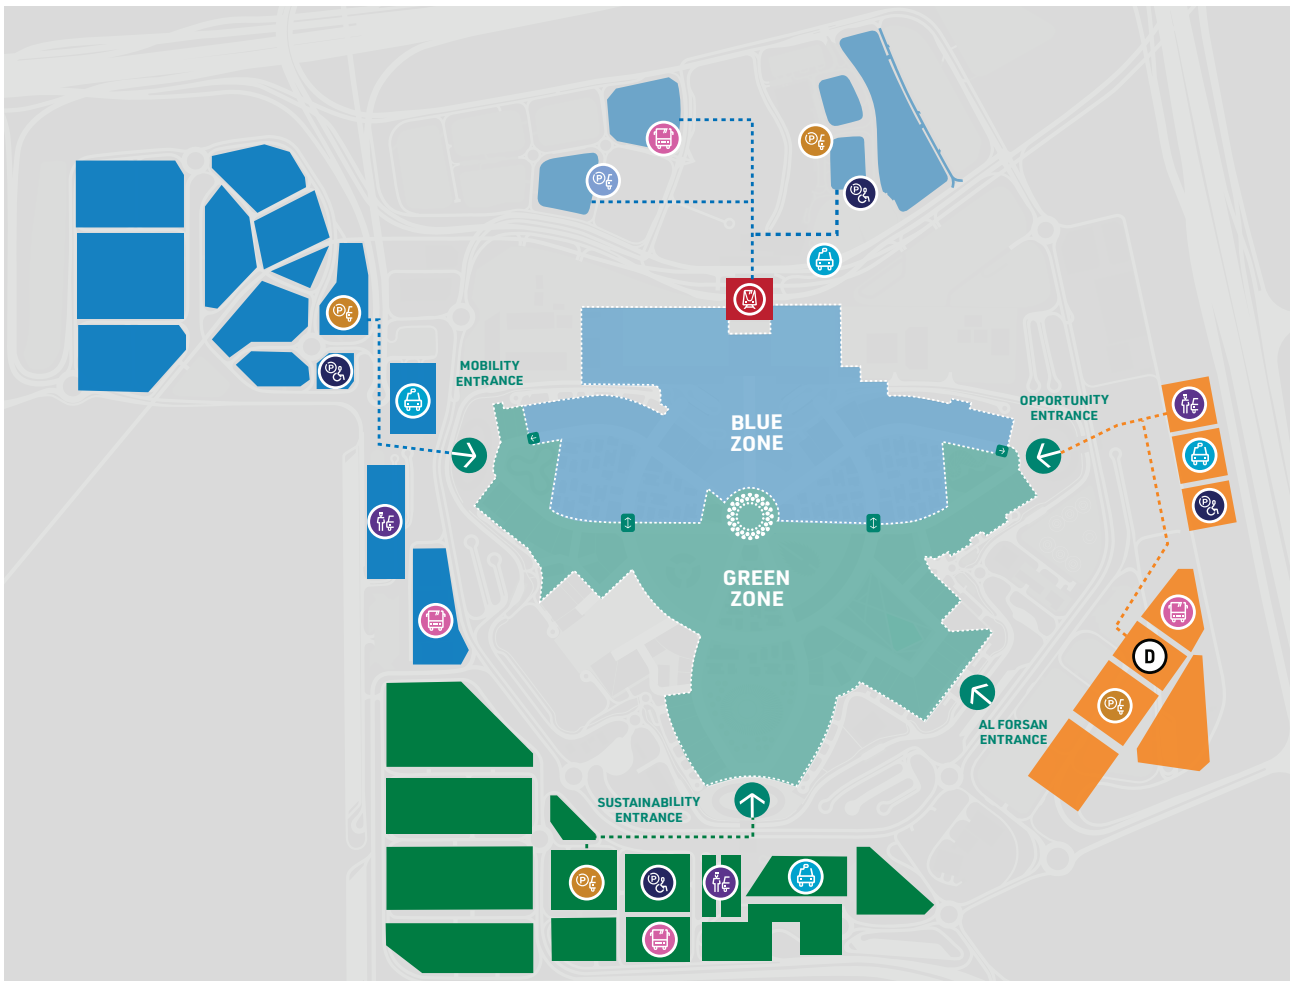 MOBILITY
ENTRANCE
OPPORTUNITY
ENTRANCE
BLUE
ZONE
GREEN
ZONE
AL FORSAN
ENTRANCE
SUSTAINABILITY
ENTRANCE
D
P
P
P
P
P
P
P
P
P